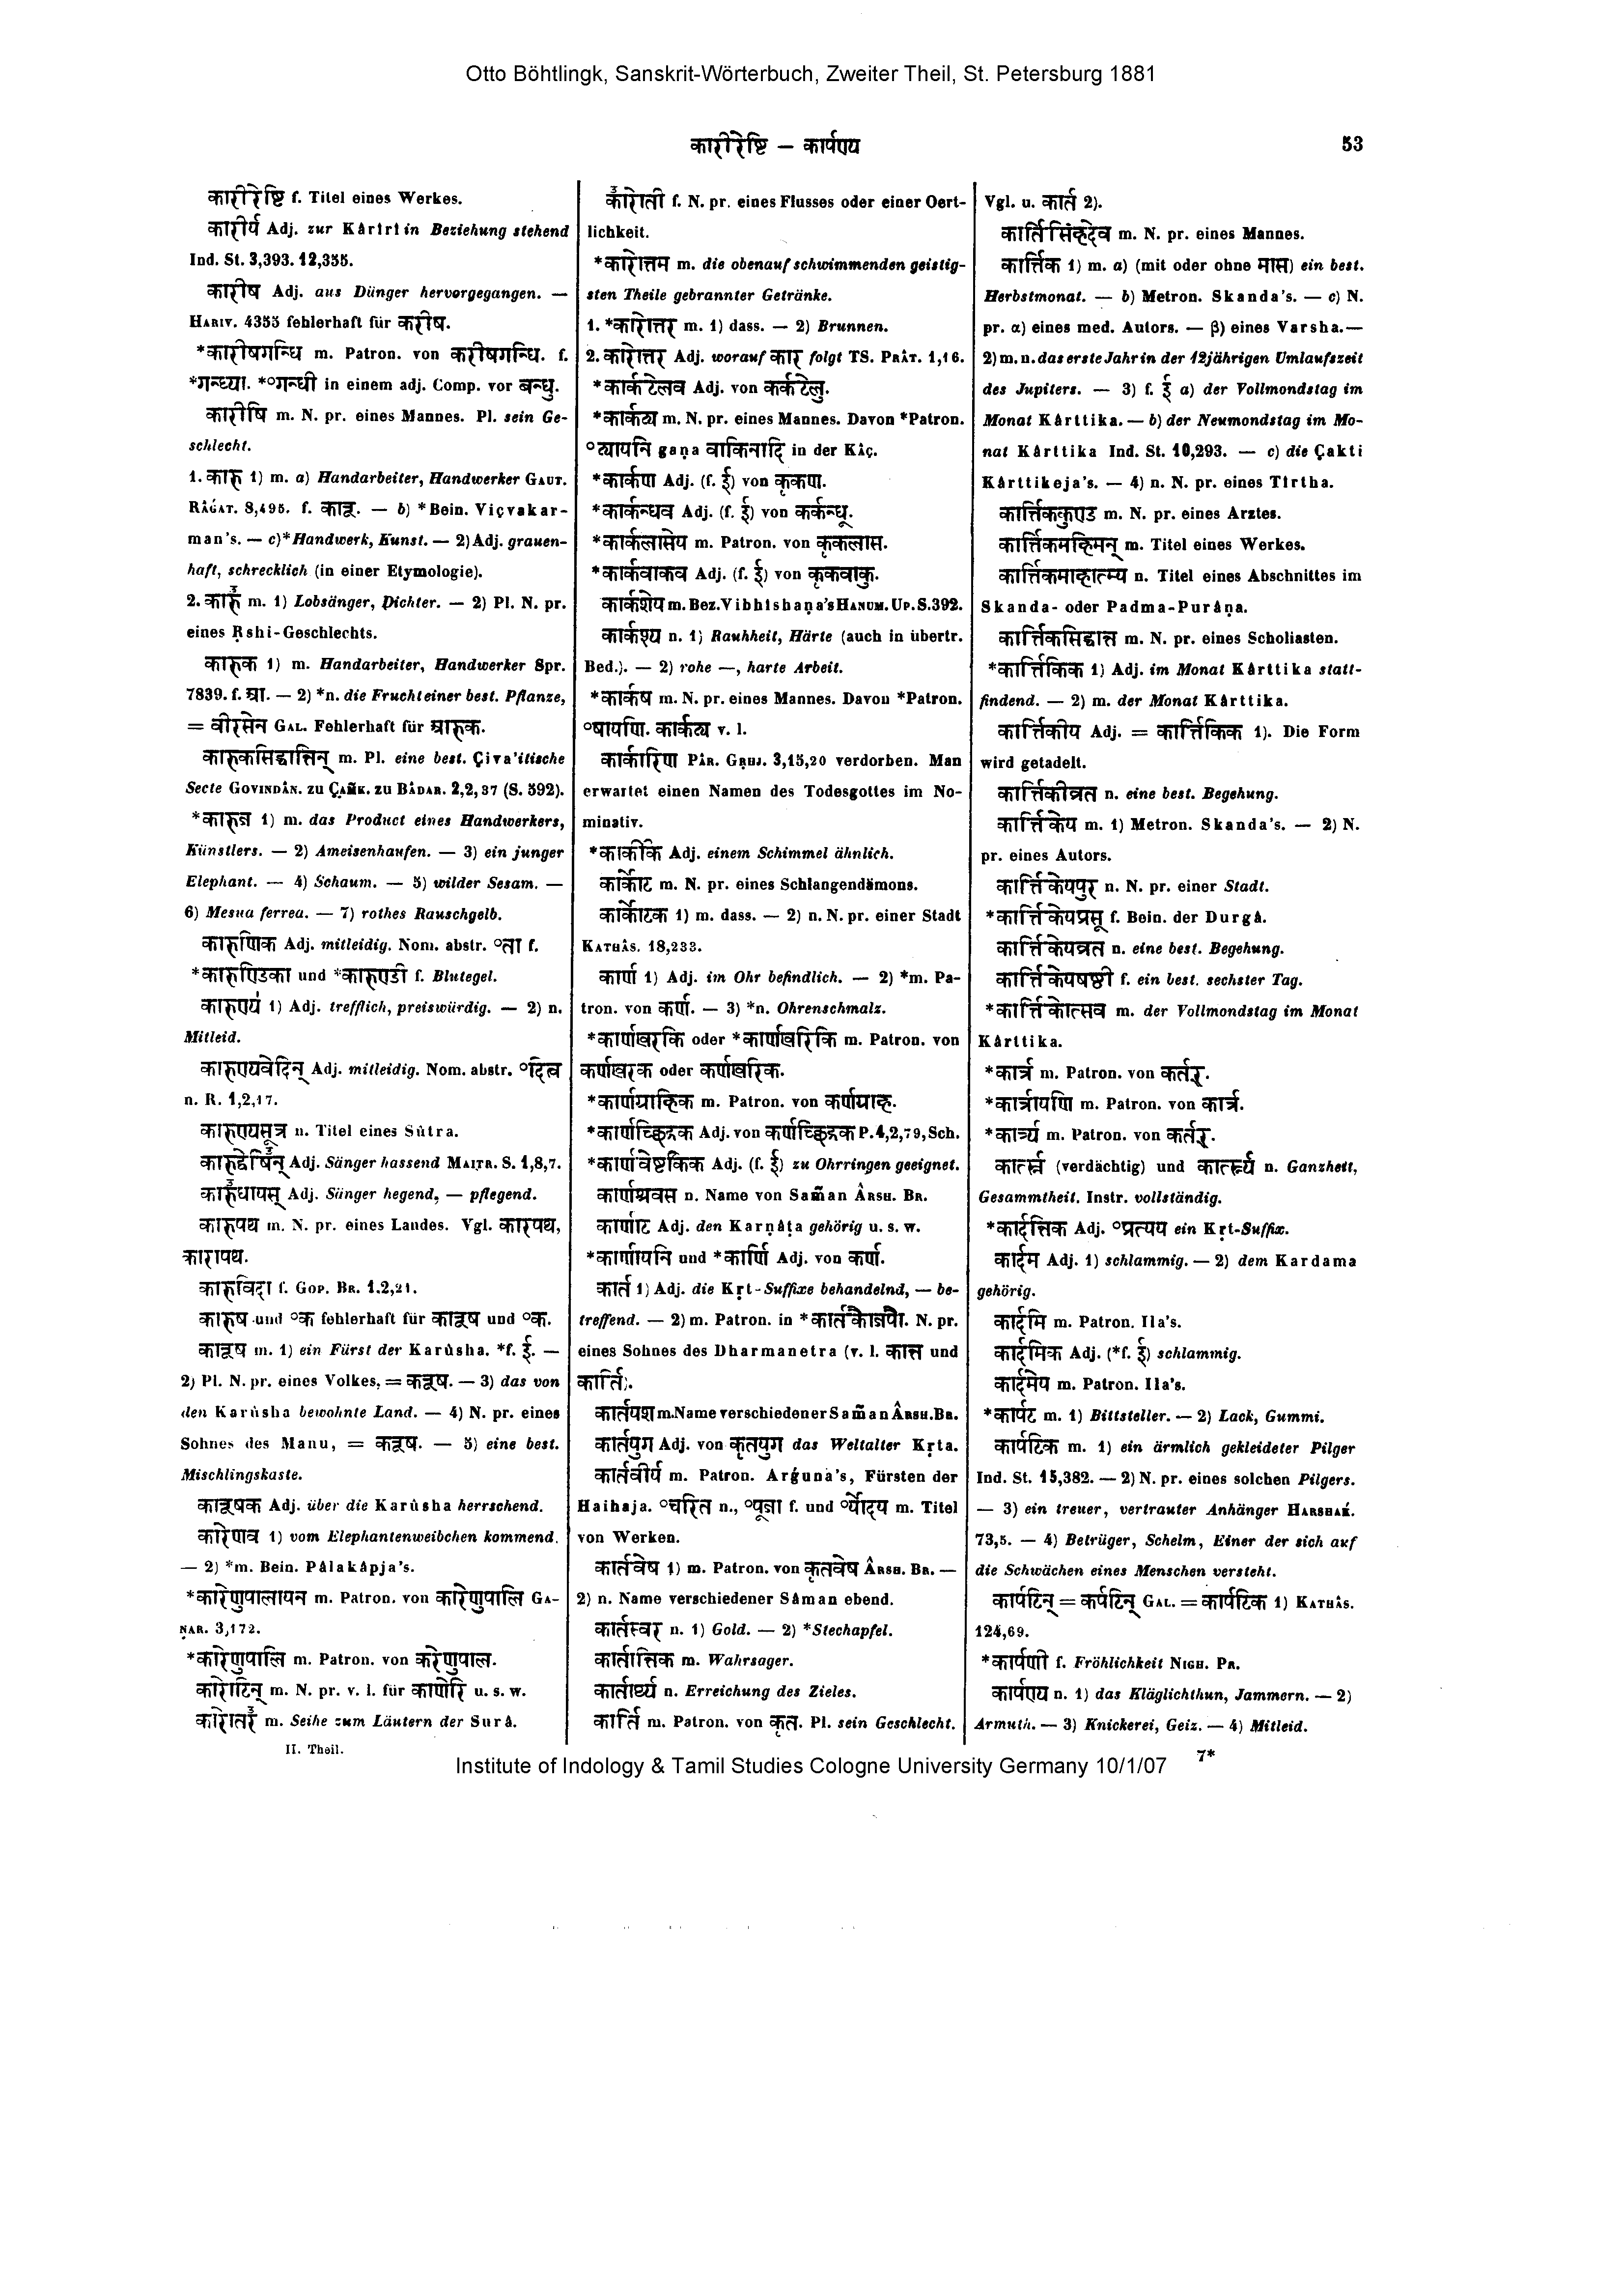 Otto Böhtlingk, Sanskrit-Wörterbuch, Zweiter Theil, St. Petersburg 1881
कारीरेष्टि – कार्पण्य
53
कारीरेष्टि f. Titel eines Werkes.
कारीर्य Adj. zur Kârîrî in Beziehung stehend
Ind. St. 3,393. 12,355.
कारीष Adj. aus Dünger hervorgegangen. —
HARIV. 4355 fehlerhaft für करीष.
*कारीषगन्धि m. Patron. von करीषगन्धि. f.
*गन्ध्या. *°गन्धी in einem adj. Comp. vor बन्धु.
कारीषि m. N. pr. eines Mannes. Pl. sein Ge-
schlecht.
1. कारु 1) m. a) Handarbeiter, Handwerker GAUT.
RÂǴAT. 8,495. f. कारू. — b) *Bein. Viçvakar-
man's. — c)*Handwerk, Kunst. — 2) Adj. grauen-
haft, schrecklich (in einer Etymologie).
2. कारु m. 1) Lobsänger, Dichter. — 2) Pl. N. pr.
eines Ṛshi-Geschlechts.
कारुक 1) m. Handarbeiter, Handwerker Spr.
7839. f. आ. — 2) *n. die Frucht einer best. Pflanze,
= वीरसेन GAL. Fehlerhaft für आरुक.
कारुकसिद्धान्तिन् m. Pl. eine best. Çiva'itische
Secte GOVINDÂN. zu ÇAM̃K. zu BÂDAR. 2,2,37 (S. 592).
*कारुज 1) m. das Product eines Handwerkers,
Künstlers. — 2) Ameisenhaufen. — 3) ein junger
Elephant. — 4) Schaum. — 5) wilder Sesam. —
6) Mesua ferrea. — 7) rothes Rauschgelb.
कारुणिक Adj. mitleidig. Nom. abstr. °ता f.
*कारुण्डिका und *कारुण्डी f. Blutegel.
कारुण्य 1) Adj. trefflich, preiswürdig. — 2) n.
Mitleid.
कारुण्यवेदिन् Adj. mitleidig. Nom. abstr. °दित्व
n. R. 1,2,17.
कारुण्यसूत्र n. Titel eines Sûtra.
कारुद्वेषिन् Adj. Sänger hassend MAITR. S. 1,8,7.
कारुधायस् Adj. Sänger hegend, — pflegend.
कारुपथ m. N. pr. eines Landes. Vgl. कारपथ,
कारापथ.
कारुविदा f. GOP. BR. 1.2,21.
कारुष und °क fehlerhaft für कारूष und °क.
कारूष m. 1) ein Fürst der Karûsha. *f. ई. —
2) Pl. N. pr. eines Volkes, = करूष. — 3) das von
den Karûsha bewohnte Land. — 4) N. pr. eines
Sohnes des Manu, = करूष. — 5) eine best.
Mischlingskaste.
कारूषक Adj. über die Karûsha herrschend.
कारेणव 1) vom Elephantenweibchen kommend.
— 2) *m. Bein. Pâlakâpja's.
*कारेणुपालायन m. Patron. von कारेणुपालि GA-
ṆAR. 3,172.
*कारेणुपालि m. Patron. von करेणुपाल.
कारोटिन् m. N. pr. v. l. für काणेरि u. s. w.
कारोतर m. Seihe zum Läutern der Surâ.
II. Theil.
कारोती f. N. pr. eines Flusses oder einer Oert-
lichkeit.
*कारोत्तम m. die obenauf schwimmenden geistig-
sten Theile gebrannter Getränke.
1. *कारोत्तर m. 1) dass. — 2) Brunnen.
2. कारोत्तर Adj. worauf कार folgt TS. PRÂT. 1,16.
*कार्कटेलव Adj. von कर्कटेलु.
*कार्कट्य m. N. pr. eines Mannes. Davon *Patron.
°ट्यायनि gaṇa वाकिनादि in der Kâç.
*कार्कण Adj. (f. ई) von कृकण.
*कार्कन्धव Adj. (f. ई) von कर्कन्धू.
*कार्कलासेय m. Patron. von कृकलास.
*कार्कवाकव Adj. (f. ई) von कृकवाकु.
कार्कशेय m. Bez. Vibhîshaṇa's HANUM. UP. S. 392.
कार्कश्य n. 1) Rauhheit, Härte (auch in übertr.
Bed.). — 2) rohe —, harte Arbeit.
*कार्कष m. N. pr. eines Mannes. Davon *Patron.
°षायणि. कार्कट्य v. l.
कार्कारिण PÂR. GṚHJ. 3,15,20 verdorben. Man
erwartet einen Namen des Todesgottes im No-
minativ.
*कार्कीक Adj. einem Schimmel ähnlich.
कार्कोट m. N. pr. eines Schlangendämons.
कार्कोटक 1) m. dass. — 2) n. N. pr. einer Stadt
KATHÂS. 18,233.
कार्ण 1) Adj. im Ohr befindlich. — 2) *m. Pa-
tron. von कर्ण. — 3) *n. Ohrenschmalz.
*कार्णखरकि oder *कार्णखरिकि m. Patron. von
कर्णखरक oder कर्णखरिक.
*कार्णग्राहिक m. Patron. von कर्णग्राह.
*कार्णच्छिद्रक Adj. von कर्णच्छिद्रक P. 4,2,79, Sch.
*कार्णवेष्टकिक Adj. (f. ई) zu Ohrringen geeignet.
कार्णश्रवस n. Name von Sâman ÂRSH. BR.
कार्णाट Adj. den Karṇâṭa gehörig u. s. w.
*कार्णायनि und *कार्णि Adj. von कर्ण.
कार्त 1) Adj. die Kṛt-Suffixe behandelnd, — be-
treffend. — 2) m. Patron. in *कार्तकौजपौ. N. pr.
eines Sohnes des Dharmanetra (v. l. कान्त und
कार्ति).
कार्तयश m. Name verschiedener Sâman ÂRSH. BR.
कार्तयुग Adj. von कृतयुग das Weltalter Kṛta.
कार्तवीर्य m. Patron. Arǵuna's, Fürsten der
Haihaja. °चरित n., °पूजा f. und °र्योदय m. Titel
von Werken.
कार्तवेष 1) m. Patron. von कृतवेष ÂRSH. BR. —
2) n. Name verschiedener Sâman ebend.
कार्तस्वर n. 1) Gold. — 2) *Stechapfel.
कार्तान्तिक m. Wahrsager.
कार्तार्थ्य n. Erreichung des Zieles.
कार्ति m. Patron. von कृत. Pl. sein Geschlecht.
Vgl. u. कार्त 2).
कार्तिसिंहदेव m. N. pr. eines Mannes.
कार्त्तिक 1) m. a) (mit oder ohne मास) ein best.
Herbstmonat. — b) Metron. Skanda's. — c) N.
pr. α) eines med. Autors. — β) eines Varsha. —
2) m. n. das erste Jahr in der 12jährigen Umlaufszeit
des Jupiters. — 3) f. ई a) der Vollmondstag im
Monat Kârttika. — b) der Neumondstag im Mo-
nat Kârttika Ind. St. 10,293. — c) die Çakti
Kârttikeja's. — 4) n. N. pr. eines Tîrtha.
कार्त्तिककुण्ड m. N. pr. eines Arztes.
कार्त्तिकमहिमन् m. Titel eines Werkes.
कार्त्तिकमाहात्म्य n. Titel eines Abschnittes im
Skanda- oder Padma-Purâṇa.
कार्त्तिकसिद्धान्त m. N. pr. eines Scholiasten.
*कार्त्तिकिक 1) Adj. im Monat Kârttika statt-
findend. — 2) m. der Monat Kârttika.
कार्त्तिकीय Adj. = कार्त्तिकिक 1). Die Form
wird getadelt.
कार्त्तिकीव्रत n. eine best. Begehung.
कार्त्तिकेय m. 1) Metron. Skanda's. — 2) N.
pr. eines Autors.
कार्त्तिकेयपुर n. N. pr. einer Stadt.
*कार्त्तिकेयप्रसू f. Bein. der Durgâ.
कार्त्तिकेयव्रत n. eine best. Begehung.
कार्त्तिकेयषष्ठी f. ein best. sechster Tag.
*कार्त्तिकोत्सव m. der Vollmondstag im Monat
Kârttika.
*कार्त्र m. Patron. von कर्तर्.
*कार्त्रायणि m. Patron. von कार्त्र.
*कार्त्र्य m. Patron. von कर्तर्.
कार्त्स्न (verdächtig) und कार्त्स्न्य n. Ganzheit,
Gesammtheit. Instr. vollständig.
*कार्दन्तिक Adj. °प्रत्यय ein Kṛt-Suffix.
कार्दम Adj. 1) schlammig. — 2) dem Kardama
gehörig.
कार्दमि m. Patron. Ila's.
कार्दमिक Adj. (*f. ई) schlammig.
कार्दमेय m. Patron. Ila's.
*कार्पट m. 1) Bittsteller. — 2) Lack, Gummi.
कार्पटिक m. 1) ein ärmlich gekleideter Pilger
Ind. St. 15,382. — 2) N. pr. eines solchen Pilgers.
— 3) ein treuer, vertrauter Anhänger HARSHAḰ.
73,5. — 4) Betrüger, Schelm, Einer der sich auf
die Schwächen eines Menschen versteht.
कार्पटिन् = कर्पटिन् GAL. = कार्पटिक 1) KATHÂS.
124,69.
*कार्पणी f. Fröhlichkeit NIGH. PR.
कार्पण्य n. 1) das Kläglichthun, Jammern. — 2)
Armuth. — 3) Knickerei, Geiz. — 4) Mitleid.
7*
Institute of Indology & Tamil Studies Cologne University Germany 10/1/07